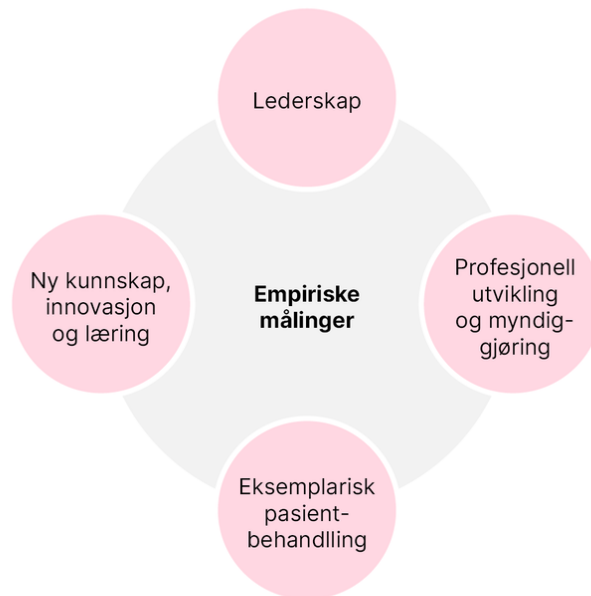 Lederskap
Ny kunnskap,
innovasjon
og læring
Empiriske
målinger
Profesjonell
utvikling
og myndig-
gjøring
Eksemplarisk
pasient-
behandlling